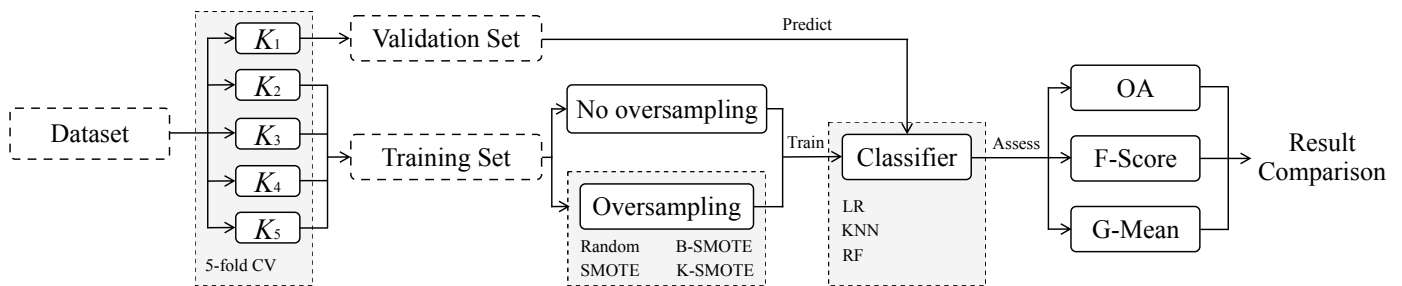 Dataset
K1
K2
K3
K4
K5
5-fold CV
Validation Set
Training Set
Predict
No oversampling
Oversampling
Random B-SMOTE
SMOTE K-SMOTE
Train
Classifier
LR
KNN
RF
Assess
OA
F-Score
G-Mean
Result
Comparison